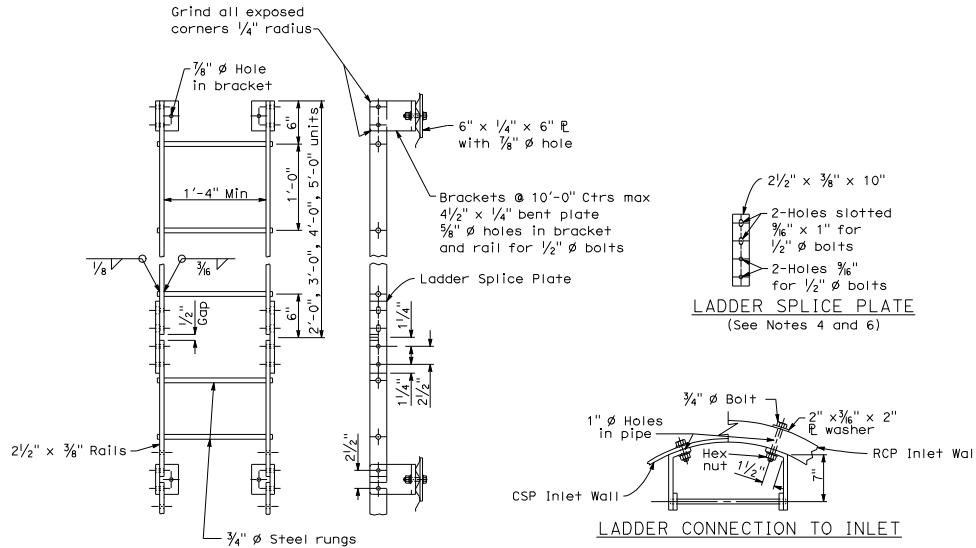 Grind all exposed
corners 1/4" radius
7/8" Ø Hole
in bracket
6"
1'-0"
2'-0", 3'-0", 4'-0", 5'-0" units
1'-4" Min
6" x 1/4" x 6" ℄
with 7/8" Ø hole
Brackets @ 10'-0" Ctrs max
4 1/2" x 1/4" bent plate
5/8" Ø holes in bracket
and rail for 1/2" Ø bolts
1/8
3/16
Ladder Splice Plate
1/2"
Gap
6"
1 1/4"
1 1/4"
2 1/2"
2 1/2" x 3/8" Rails
2 1/2"
3/4" Ø Steel rungs
2 1/2" x 3/8" x 10"
2-Holes slotted
9/16" x 1" for
1/2" Ø bolts
2-Holes 9/16"
for 1/2" Ø bolts
LADDER SPLICE PLATE
(See Notes 4 and 6)
3/4" Ø Bolt
1" Ø Holes
in pipe
2" x 3/16" x 2"
PL washer
Hex
nut
1 1/2"
7"
RCP Inlet Wal
CSP Inlet Wall
LADDER CONNECTION TO INLET